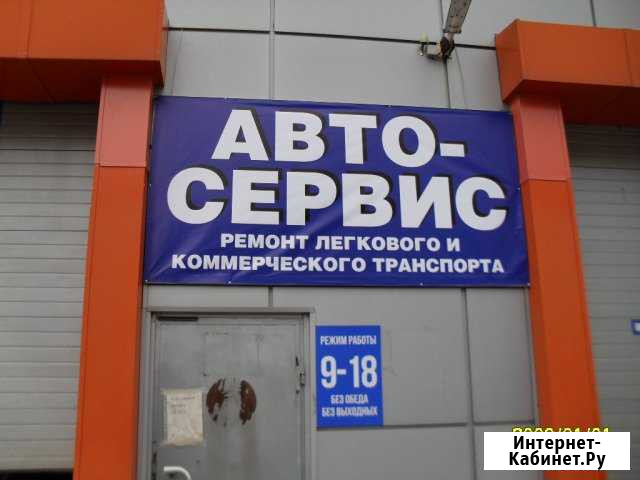 АВТО-
СЕРВИС
РЕМОНТ ЛЕГКОВОГО И
КОММЕРЧЕСКОГО ТРАНСПОРТА
РЕЖИМ РАБОТЫ
9-18
БЕЗ ОБЕДА
БЕЗ ВЫХОДНЫХ
Интернет-
Кабинет.Ру